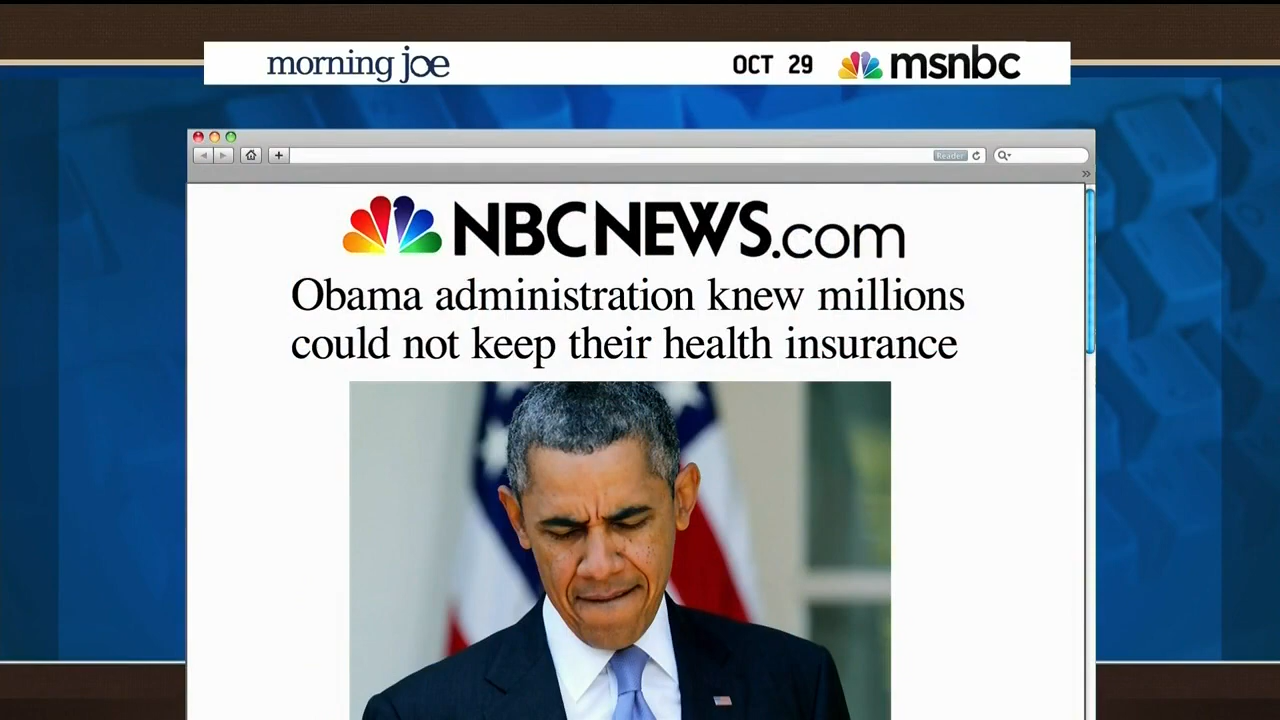 morning joe
OCT 29 msnbc
+
Reader
»
NBCNEWS.com
Obama administration knew millions
could not keep their health insurance